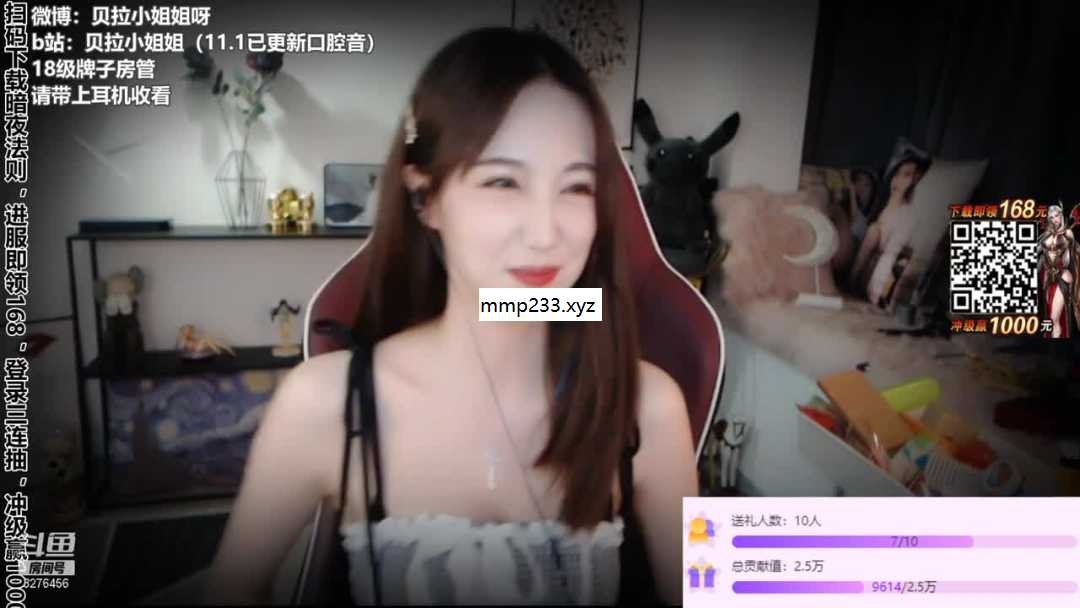 微博：贝拉小姐姐呀
b站：贝拉小姐姐（11.1已更新口腔音）
18级牌子房管
请带上耳机收看
扫码下载暗夜法则，进服即领168，登录三连抽，冲级赢1000
下载即领168元
冲级赢1000元
mmp233.xyz
送礼人数：10人
7/10
总贡献值：2.5万
9614/2.5万
斗鱼
房间号
8276456